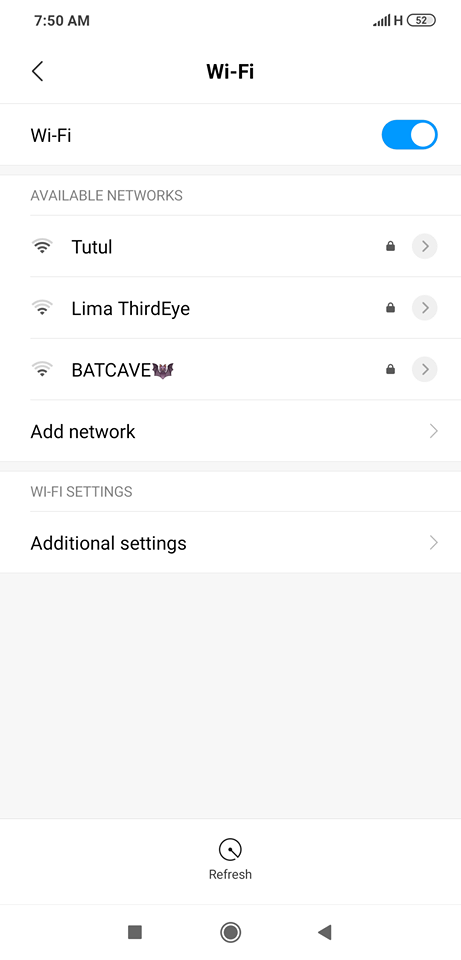 7:50 AM H 52
Wi-Fi
Wi-Fi
AVAILABLE NETWORKS
Tutul
Lima ThirdEye
BATCAVE
Add network
WI-FI SETTINGS
Additional settings
Refresh